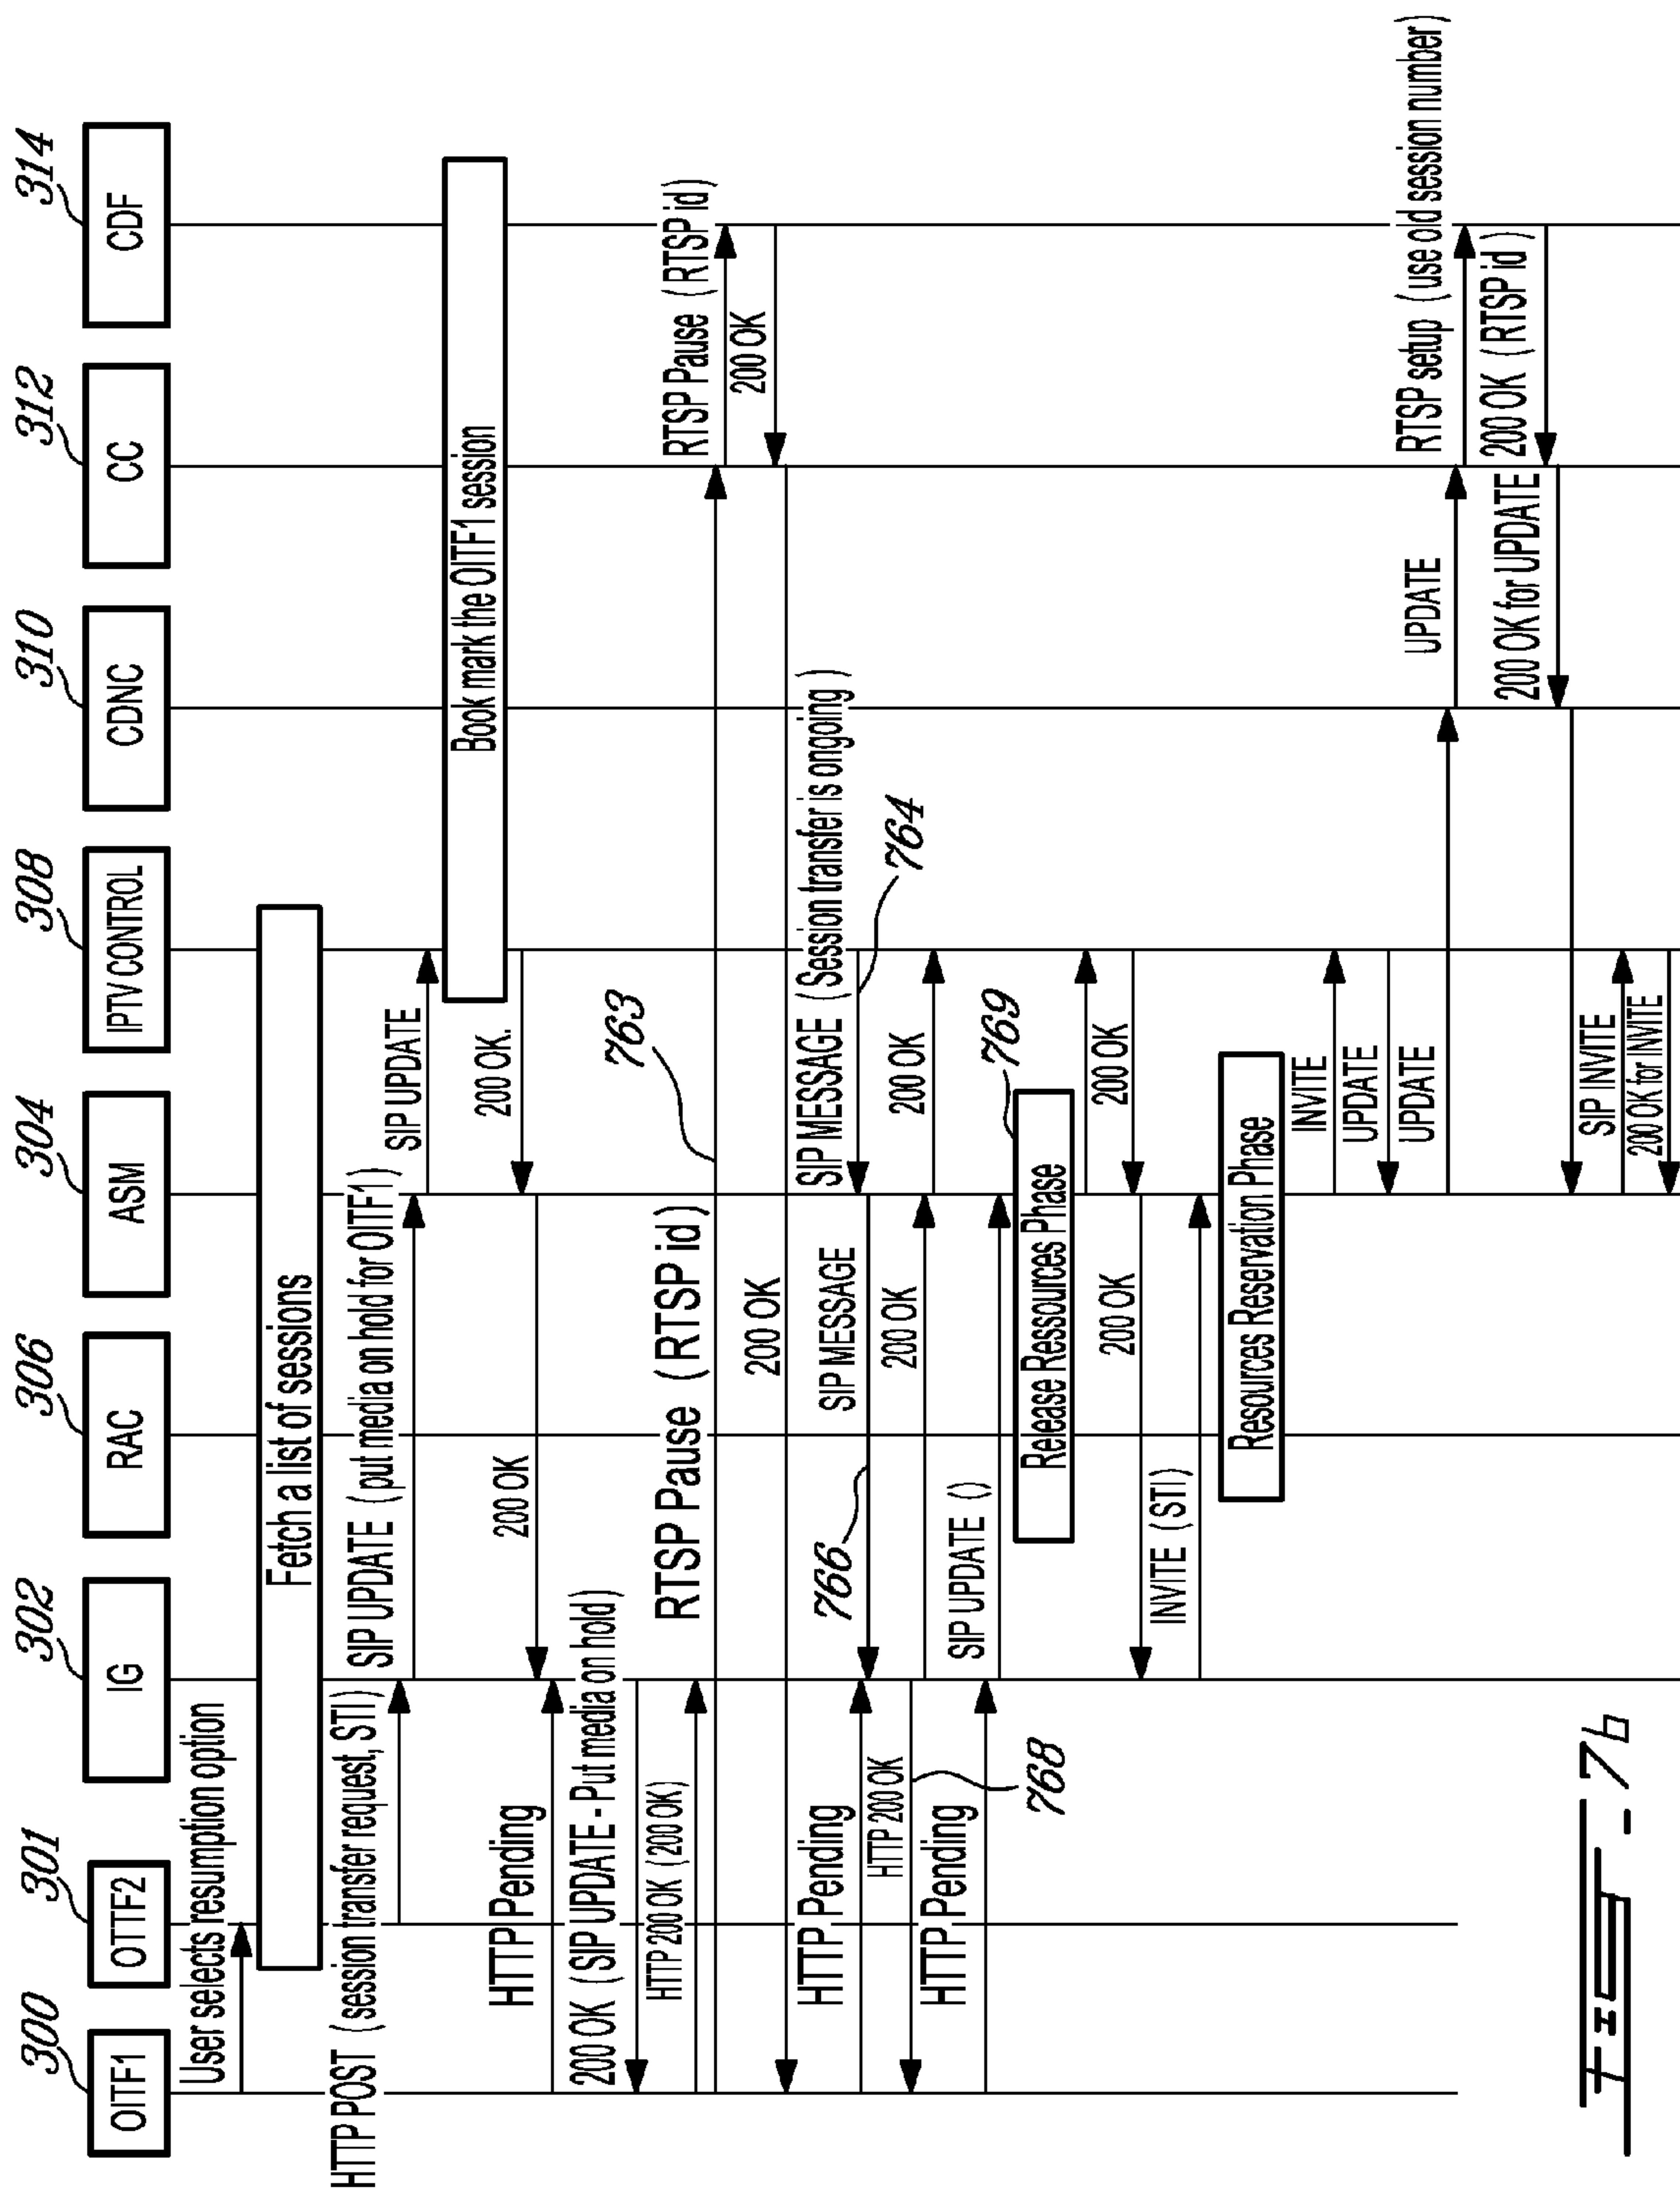 300
301
302
306
304
308
310
312
314
OITF1
OTTF2
IG
RAC
ASM
IPTV CONTROL
CDNC
CC
CDF
User selects resumption option
Fetch a list of sessions
HTTP POST ( session transfer request, STI )
SIP UPDATE ( put media on hold for OITF1 )
SIP UPDATE
Book mark the OITF1 session
200 OK.
200 OK
HTTP Pending
200 OK ( SIP UPDATE - Put media on hold )
HTTP 200 OK ( 200 OK )
763
RTSP Pause ( RTSP id )
RTSP Pause ( RTSP id )
200 OK
200 OK
SIP MESSAGE ( Session transfer is ongoing )
764
HTTP Pending
SIP MESSAGE
766
HTTP 200 OK
768
200 OK
200 OK
HTTP Pending
SIP UPDATE ()
769
Release Ressources Phase
200 OK
200 OK
INVITE ( STI )
Resources Reservation Phase
INVITE
UPDATE
UPDATE
UPDATE
RTSP setup ( use old session number )
200 OK ( RTSP id )
200 OK for UPDATE
SIP INVITE
200 OK for INVITE
FIG. - 7b